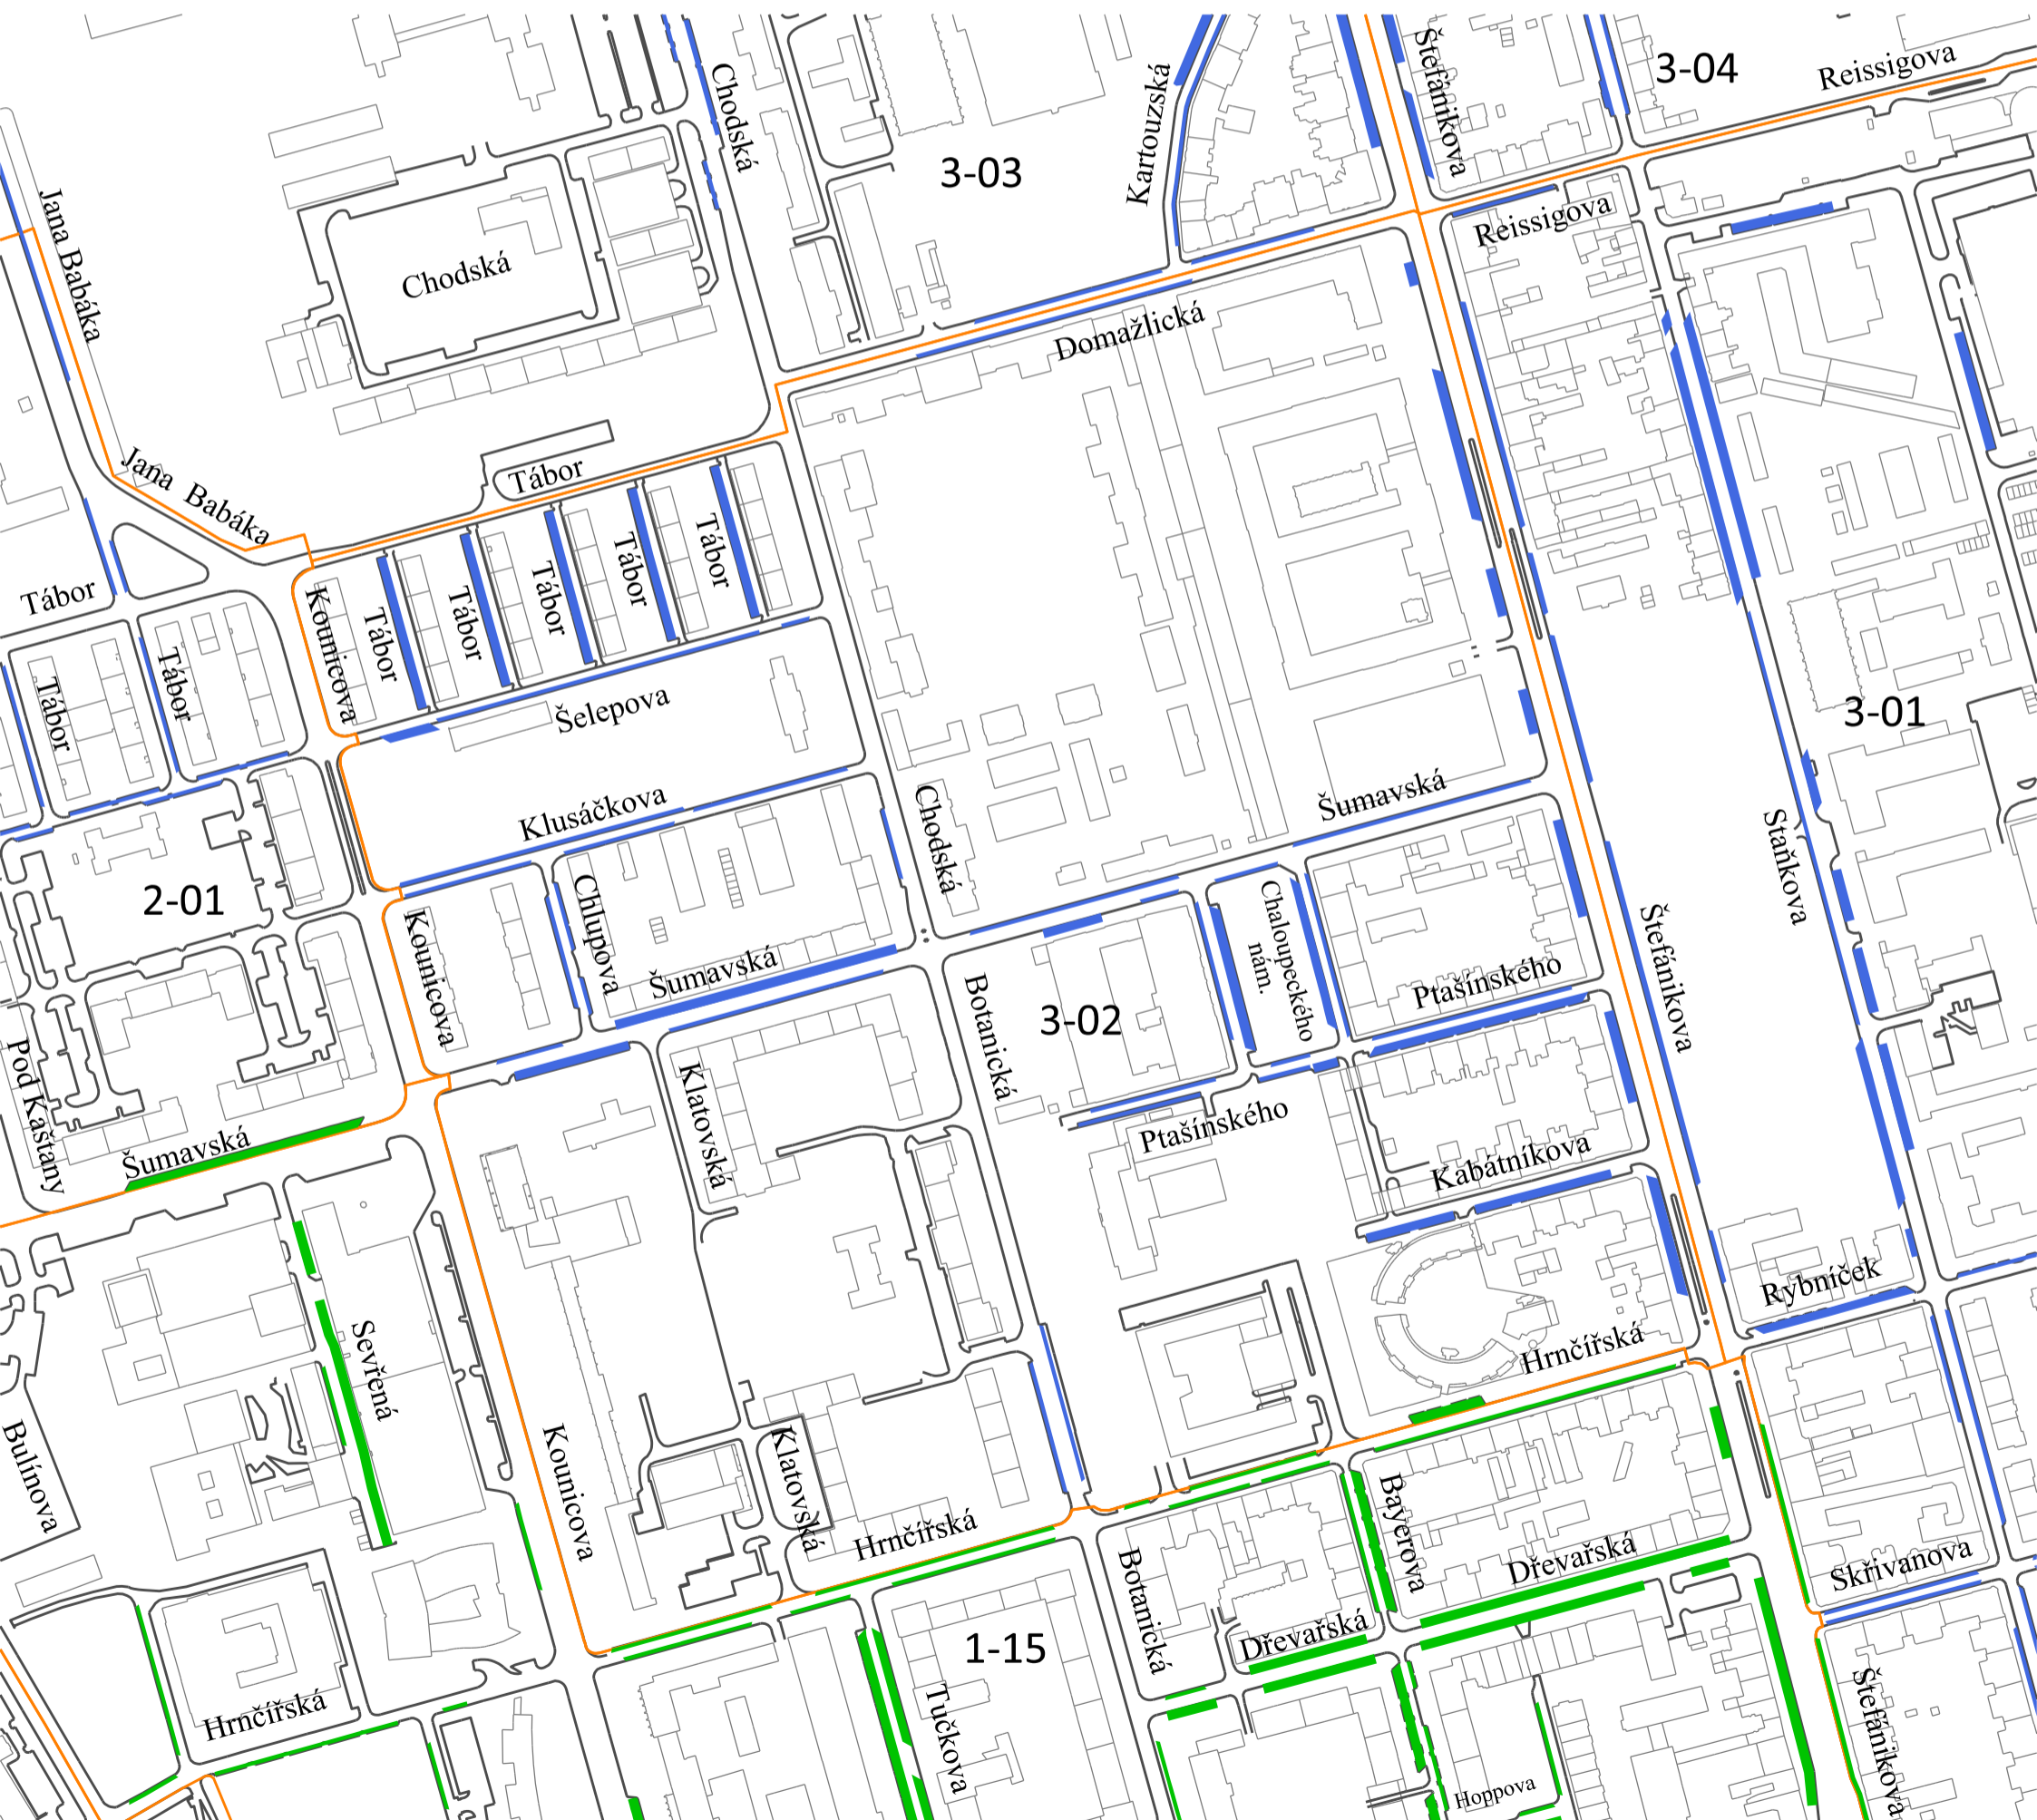 Štefánikova
3-04
Reissigova
Chodská
Kartouzská
3-03
Jana Babáka
Reissigova
Chodská
Domažlická
Jana Babáka
Tábor
Tábor
Tábor
Tábor
Tábor
Tábor
Tábor
Kounicova
Tábor
Tábor
Šelepova
3-01
Klusáčkova
Šumavská
Chodská
Staňkova
2-01
Chlupova
Chaloupeckého
nám.
Kounicova
Šumavská
Štefánikova
Ptašínského
Botanická
3-02
Pod Kaštany
Klatovská
Ptašínského
Šumavská
Kabátníkova
Rybníček
Sevřená
Hrnčířská
Bulínova
Kounicova
Klatovská
Hrnčířská
Bayerova
Dřevařská
Skřivanova
Botanická
Dřevařská
1-15
Hrnčířská
Tučkova
Štefánikova
Hoppova